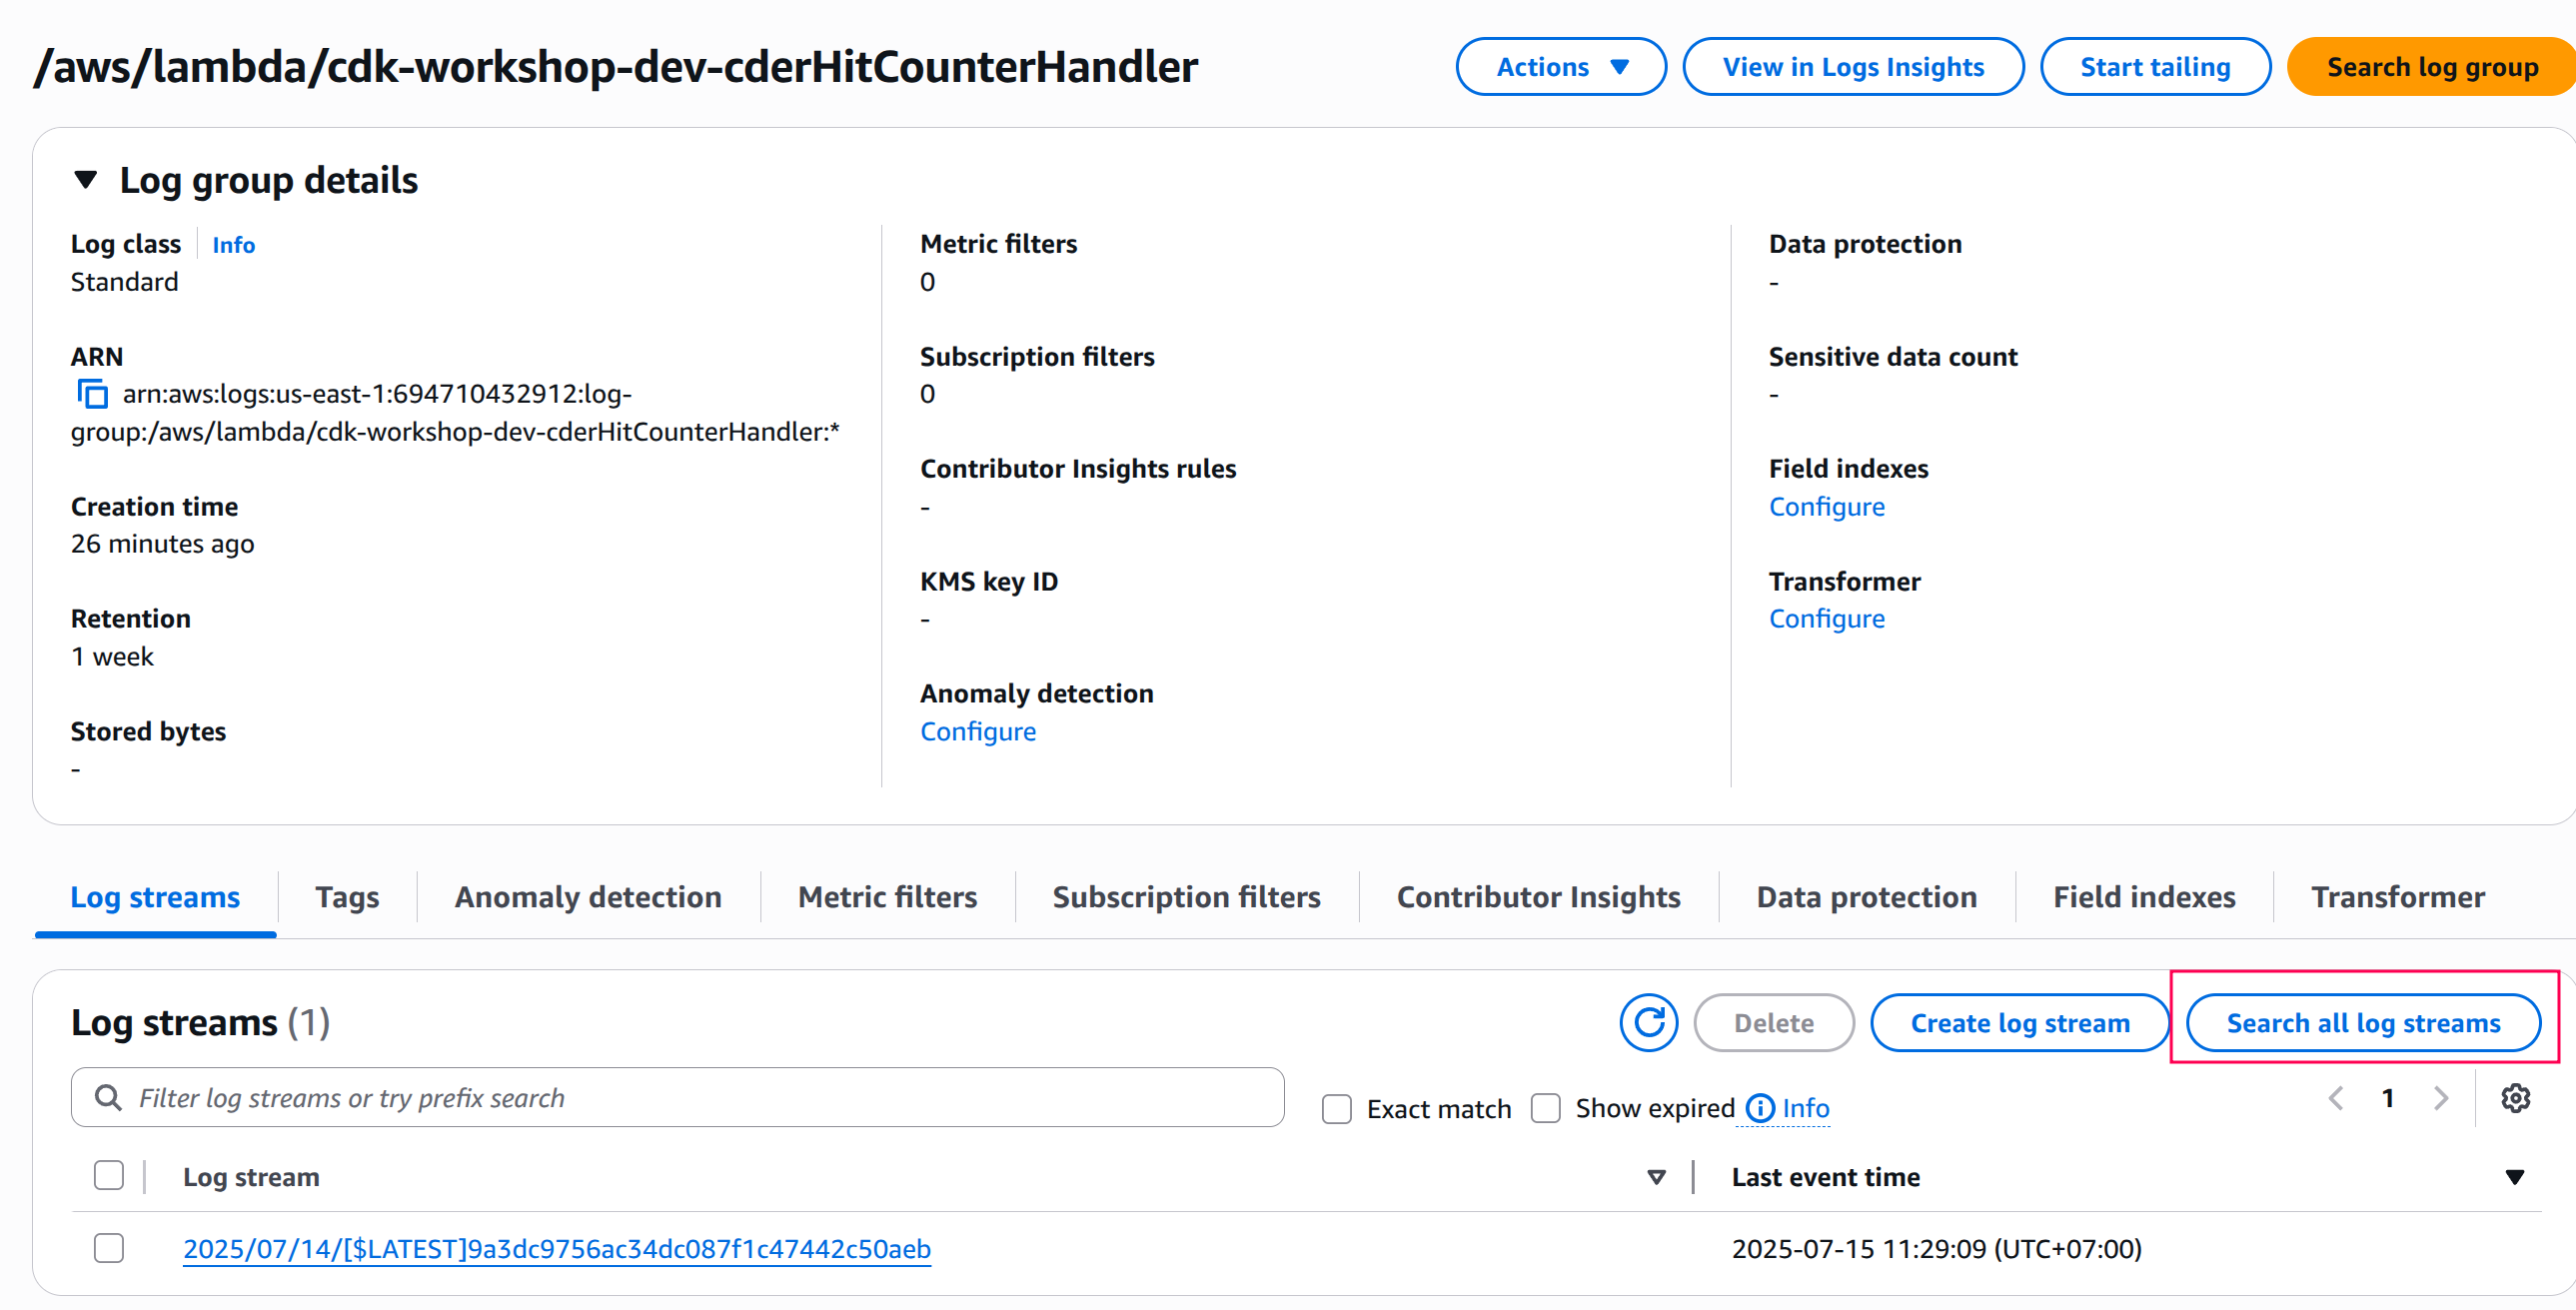 /aws/lambda/cdk-workshop-dev-cderHitCounterHandler
Actions
View in Logs Insights
Start tailing
Search log group
Log group details
Log class
Info
Standard
ARN
arn:aws:logs:us-east-1:694710432912:log-
group:/aws/lambda/cdk-workshop-dev-cderHitCounterHandler:*
Creation time
26 minutes ago
Retention
1 week
Stored bytes
-
Metric filters
0
Subscription filters
0
Contributor Insights rules
-
KMS key ID
-
Anomaly detection
Configure
Data protection
-
Sensitive data count
-
Field indexes
Configure
Transformer
Configure
Log streams
Tags
Anomaly detection
Metric filters
Subscription filters
Contributor Insights
Data protection
Field indexes
Transformer
Log streams (1)
Delete
Create log stream
Search all log streams
Filter log streams or try prefix search
Exact match
Show expired
Info
1
Log stream
Last event time
2025/07/14/[$LATEST]9a3dc9756ac34dc087f1c47442c50aeb
2025-07-15 11:29:09 (UTC+07:00)